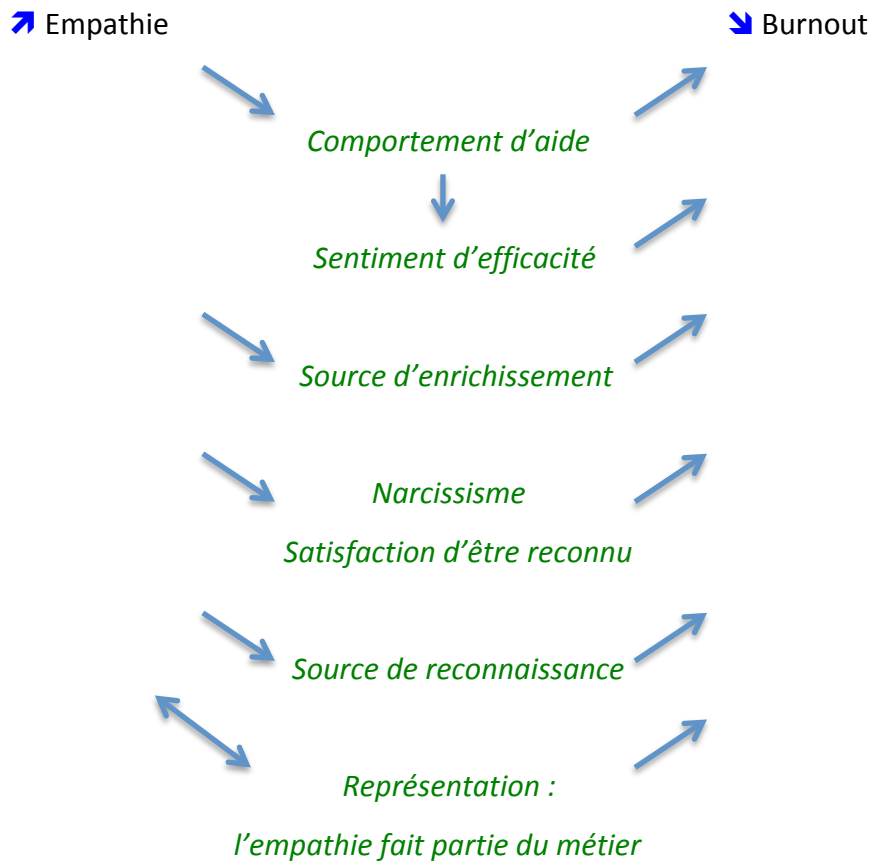 Empathie
Burnout
Comportement d’aide
Sentiment d’efficacité
Source d’enrichissement
Narcissisme
Satisfaction d’être reconnu
Source de reconnaissance
Représentation :
l’empathie fait partie du métier